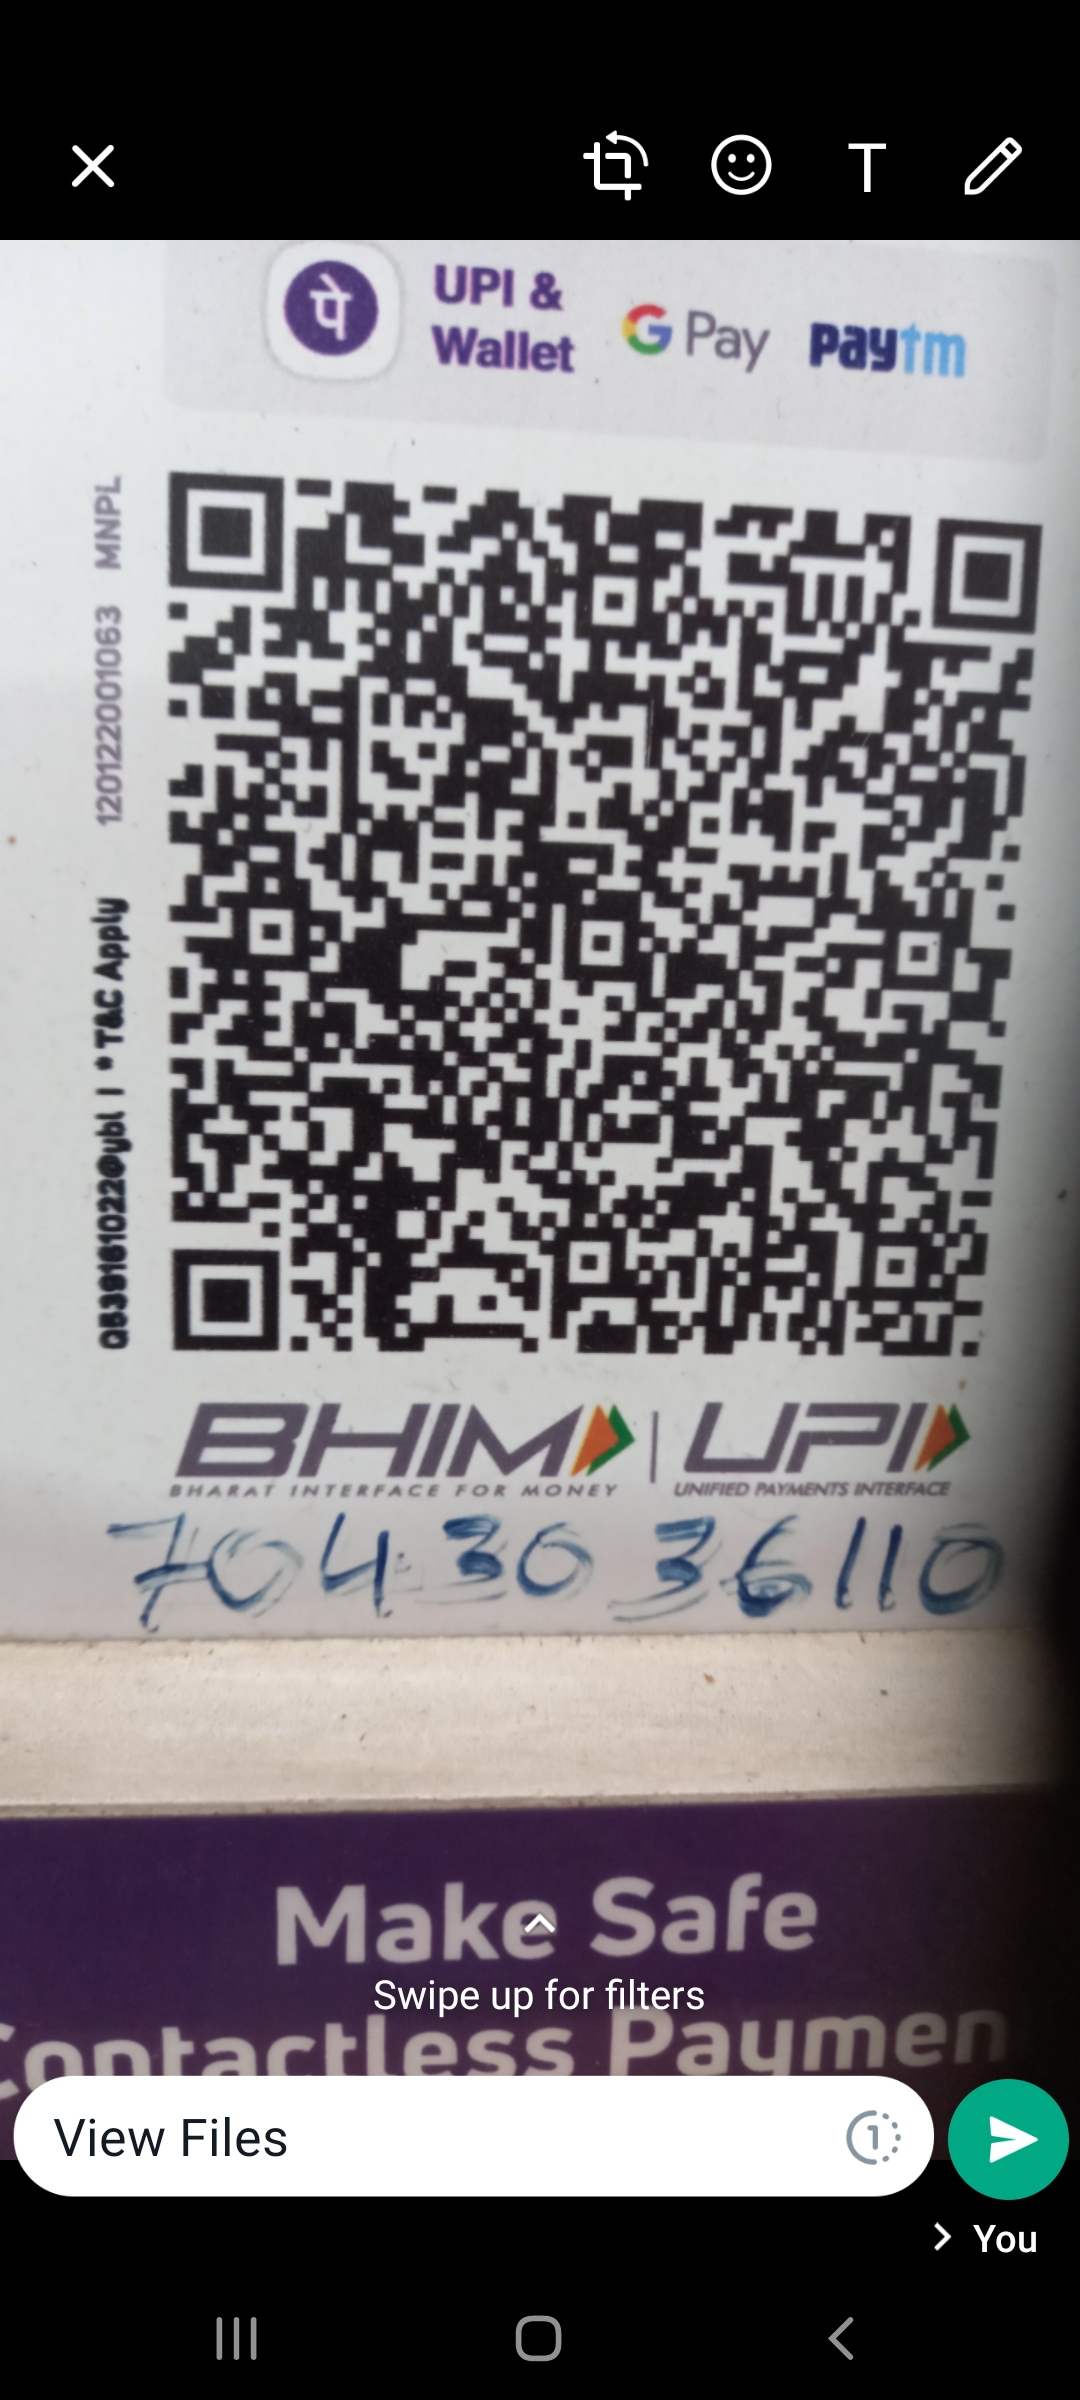 T
पे
UPI &
Wallet
G Pay
paytm
1201220001063 MNPL
Q539161022@ybl | * T&C Apply
BHIM
BHARAT INTERFACE FOR MONEY
UPI
UNIFIED PAYMENTS INTERFACE
7043036110
Make Safe
Swipe up for filters
Contactless Paymen
View Files
1
You